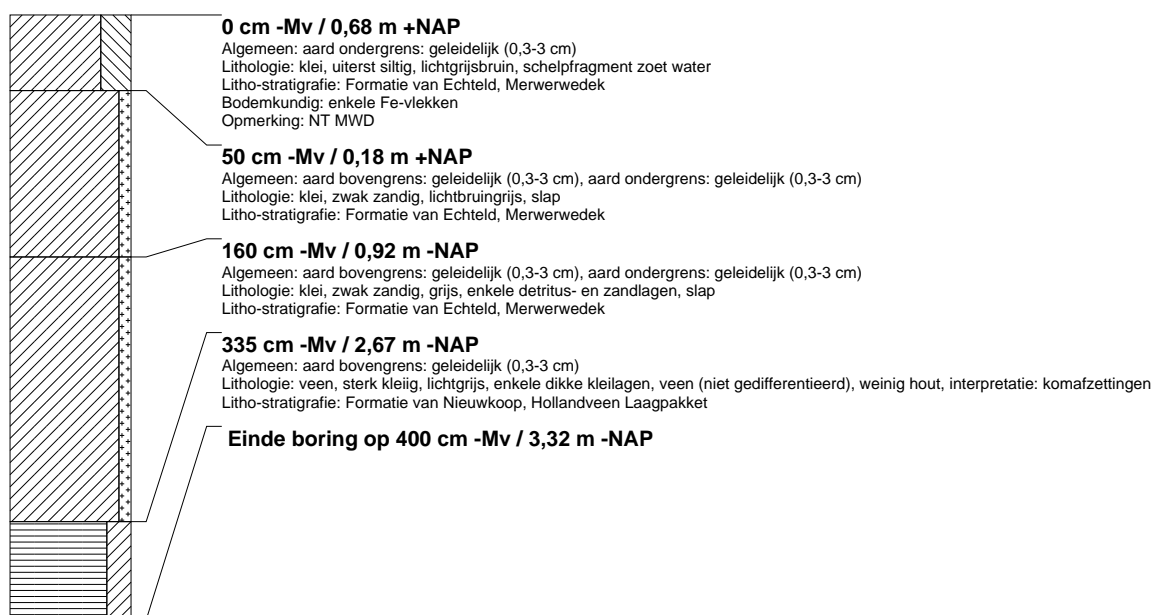 0 cm -Mv / 0,68 m +NAP
Algemeen: aard ondergrens: geleidelijk (0,3-3 cm)
Lithologie: klei, uiterst siltig, lichtgrijsbruin, schelpfragment zoet water
Litho-stratigrafie: Formatie van Echteld, Merwerwedek
Bodemkundig: enkele Fe-vlekken
Opmerking: NT MWD
50 cm -Mv / 0,18 m +NAP
Algemeen: aard bovengrens: geleidelijk (0,3-3 cm), aard ondergrens: geleidelijk (0,3-3 cm)
Lithologie: klei, zwak zandig, lichtbruingrijs, slap
Litho-stratigrafie: Formatie van Echteld, Merwerwedek
160 cm -Mv / 0,92 m -NAP
Algemeen: aard bovengrens: geleidelijk (0,3-3 cm), aard ondergrens: geleidelijk (0,3-3 cm)
Lithologie: klei, zwak zandig, grijs, enkele detritus- en zandlagen, slap
Litho-stratigrafie: Formatie van Echteld, Merwerwedek
335 cm -Mv / 2,67 m -NAP
Algemeen: aard bovengrens: geleidelijk (0,3-3 cm)
Lithologie: veen, sterk kleiig, lichtgrijs, enkele dikke kleilagen, veen (niet gedifferentieerd), weinig hout, interpretatie: komafzettingen
Litho-stratigrafie: Formatie van Nieuwkoop, Hollandveen Laagpakket
Einde boring op 400 cm -Mv / 3,32 m -NAP